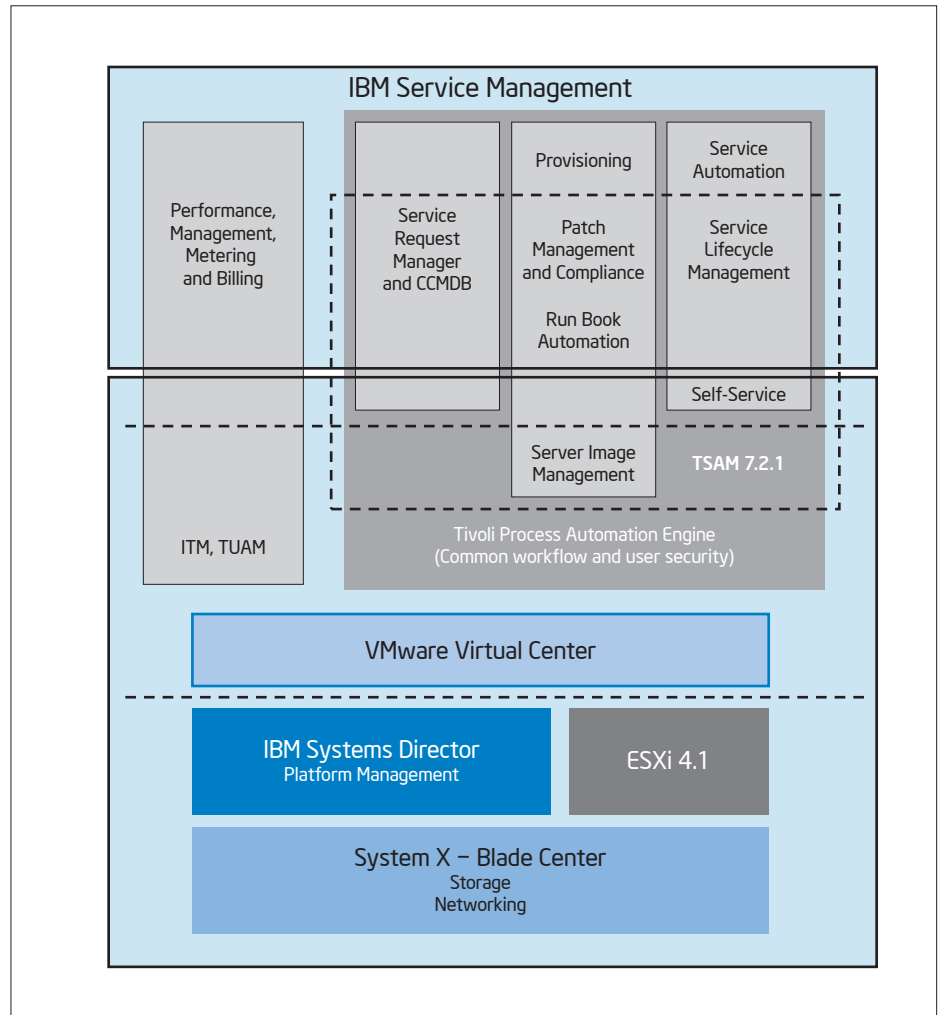 IBM Service Management
Performance,
Management,
Metering
and Billing
ITM, TUAM
Service
Request
Manager
and CCMDB
Provisioning
Patch
Management
and Compliance
Run Book
Automation
Server Image
Management
Service
Automation
Service
Lifecycle
Management
Self-Service
TSAM 7.2.1
Tivoli Process Automation Engine
(Common workflow and user security)
VMware Virtual Center
IBM Systems Director
Platform Management
ESXi 4.1
System X – Blade Center
Storage
Networking